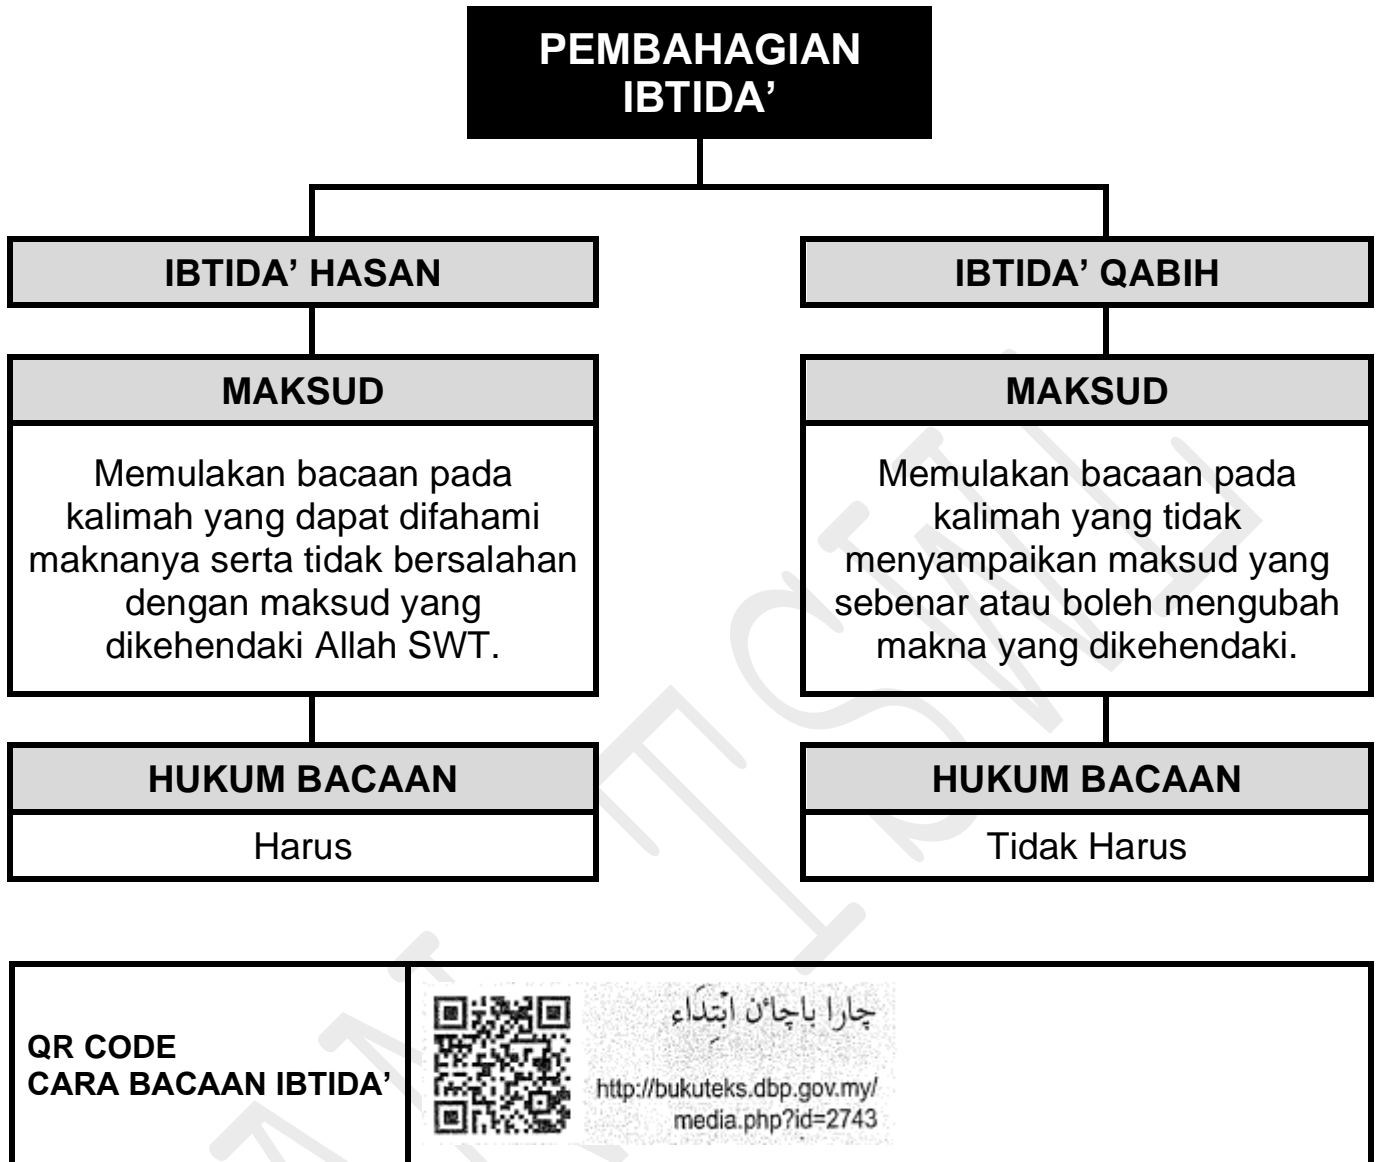 PEMBAHAGIAN
IBTIDA’
IBTIDA’ HASAN
MAKSUD
Memulakan bacaan pada
kalimah yang dapat difahami
maknanya serta tidak bersalahan
dengan maksud yang
dikehendaki Allah SWT.
HUKUM BACAAN
Harus
IBTIDA’ QABIH
MAKSUD
Memulakan bacaan pada
kalimah yang tidak
menyampaikan maksud yang
sebenar atau boleh mengubah
makna yang dikehendaki.
HUKUM BACAAN
Tidak Harus
QR CODE
CARA BACAAN IBTIDA’
چارا باچاءن ابْتِدَاء
http://bukuteks.dbp.gov.my/
media.php?id=2743